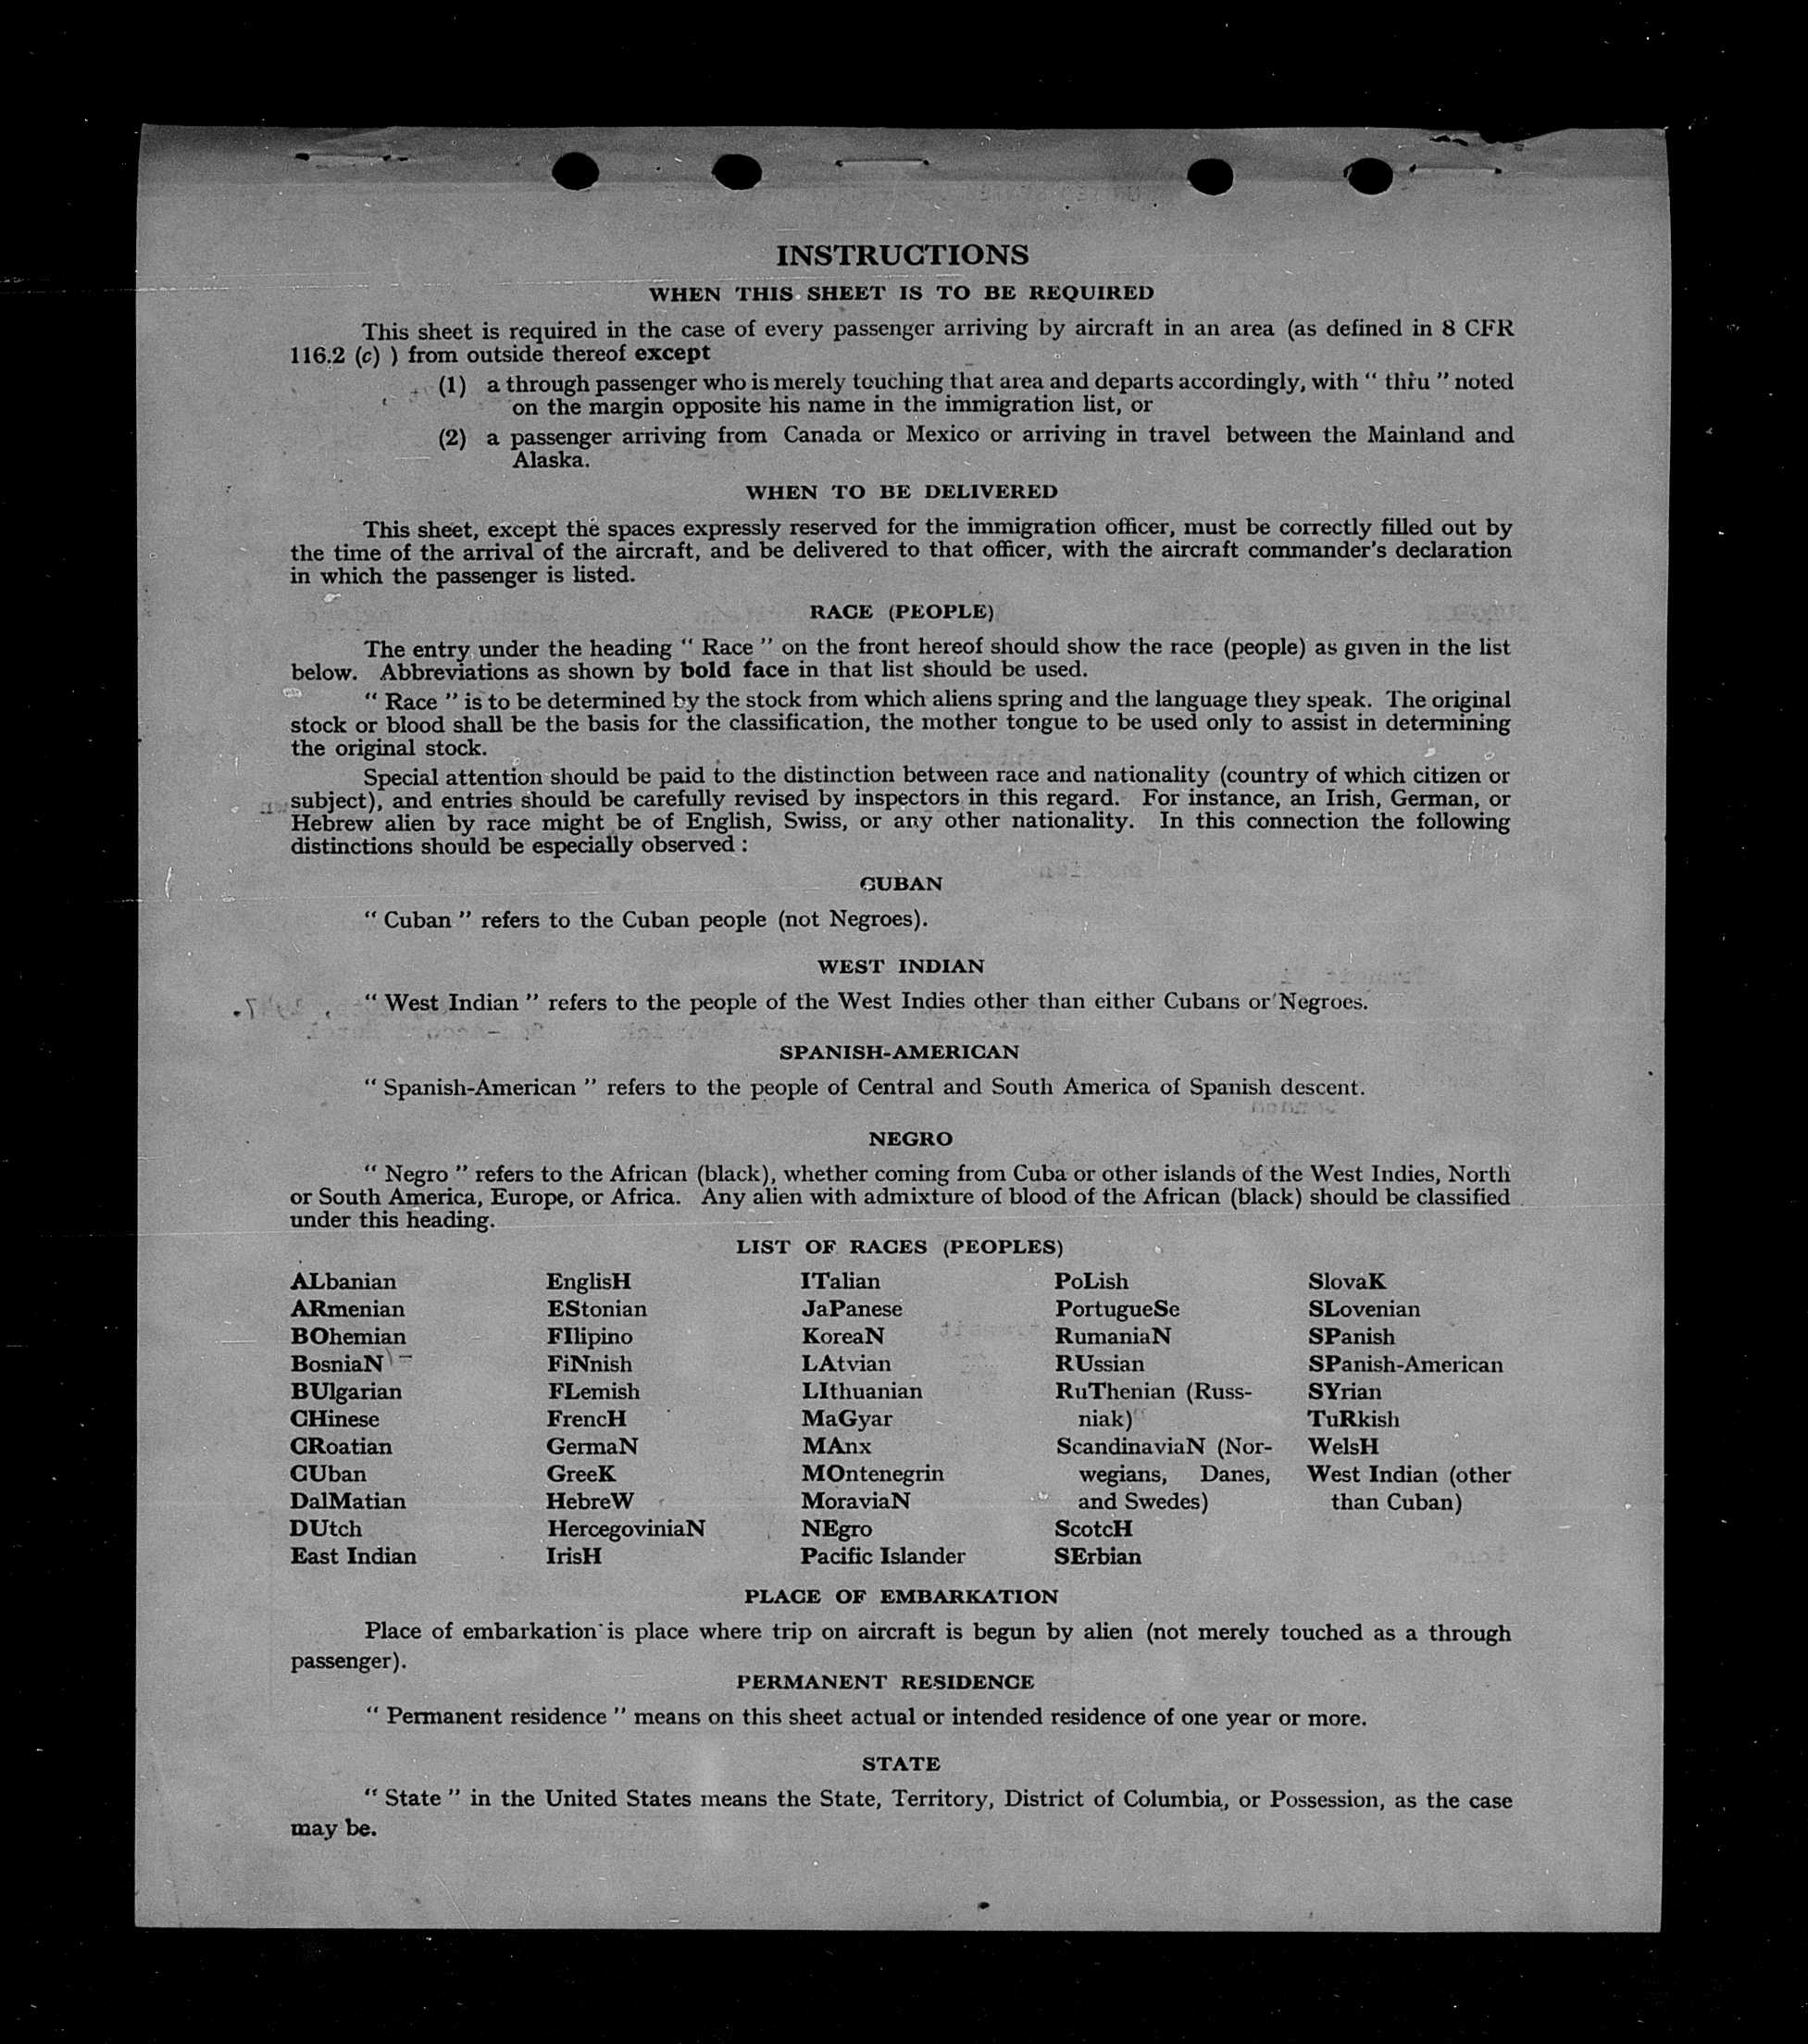 INSTRUCTIONS
WHEN THIS SHEET IS TO BE REQUIRED
This sheet is required in the case of every passenger arriving by aircraft in an area (as defined in 8 CFR
116.2 (c) ) from outside thereof except
(1) a through passenger who is merely touching that area and departs accordingly, with “ thru ” noted
on the margin opposite his name in the immigration list, or
(2) a passenger arriving from Canada or Mexico or arriving in travel between the Mainland and
Alaska.
WHEN TO BE DELIVERED
This sheet, except the spaces expressly reserved for the immigration officer, must be correctly filled out by
the time of the arrival of the aircraft, and be delivered to that officer, with the aircraft commander’s declaration
in which the passenger is listed.
RACE (PEOPLE)
The entry under the heading “ Race ” on the front hereof should show the race (people) as given in the list
below. Abbreviations as shown by bold face in that list should be used.
“ Race ” is to be determined by the stock from which aliens spring and the language they speak. The original
stock or blood shall be the basis for the classification, the mother tongue to be used only to assist in determining
the original stock.
Special attention should be paid to the distinction between race and nationality (country of which citizen or
subject), and entries should be carefully revised by inspectors in this regard. For instance, an Irish, German, or
Hebrew alien by race might be of English, Swiss, or any other nationality. In this connection the following
distinctions should be especially observed :
CUBAN
“ Cuban ” refers to the Cuban people (not Negroes).
WEST INDIAN
“ West Indian ” refers to the people of the West Indies other than either Cubans or Negroes.
SPANISH-AMERICAN
“ Spanish-American ” refers to the people of Central and South America of Spanish descent.
NEGRO
“ Negro ” refers to the African (black), whether coming from Cuba or other islands of the West Indies, North
or South America, Europe, or Africa. Any alien with admixture of blood of the African (black) should be classified
under this heading.
LIST OF RACES (PEOPLES)
ALbanian
ARmenian
BOhemian
BosniaN
BUlgarian
CHinese
CRoatian
CUban
DalMatian
DUtch
East Indian
EnglisH
EStonian
FIlipino
FiNnish
FLemish
FrencH
GermaN
GreeK
HebreW
HercegoviniaN
IrisH
ITalian
JaPanese
KoreaN
LAtvian
LIthuanian
MaGyar
MAnx
MOntenegrin
MoraviaN
NEgro
Pacific Islander
PoLish
PortugueSe
RumaniaN
RUssian
RuThenian (Russ-
niak)
ScandinaviaN (Nor-
wegians, Danes,
and Swedes)
ScotcH
SErbian
SlovaK
SLovenian
SPanish
SPanish-American
SYrian
TuRkish
WelsH
West Indian (other
than Cuban)
PLACE OF EMBARKATION
Place of embarkation is place where trip on aircraft is begun by alien (not merely touched as a through
passenger).
PERMANENT RESIDENCE
“ Permanent residence ” means on this sheet actual or intended residence of one year or more.
STATE
“ State ” in the United States means the State, Territory, District of Columbia, or Possession, as the case
may be.